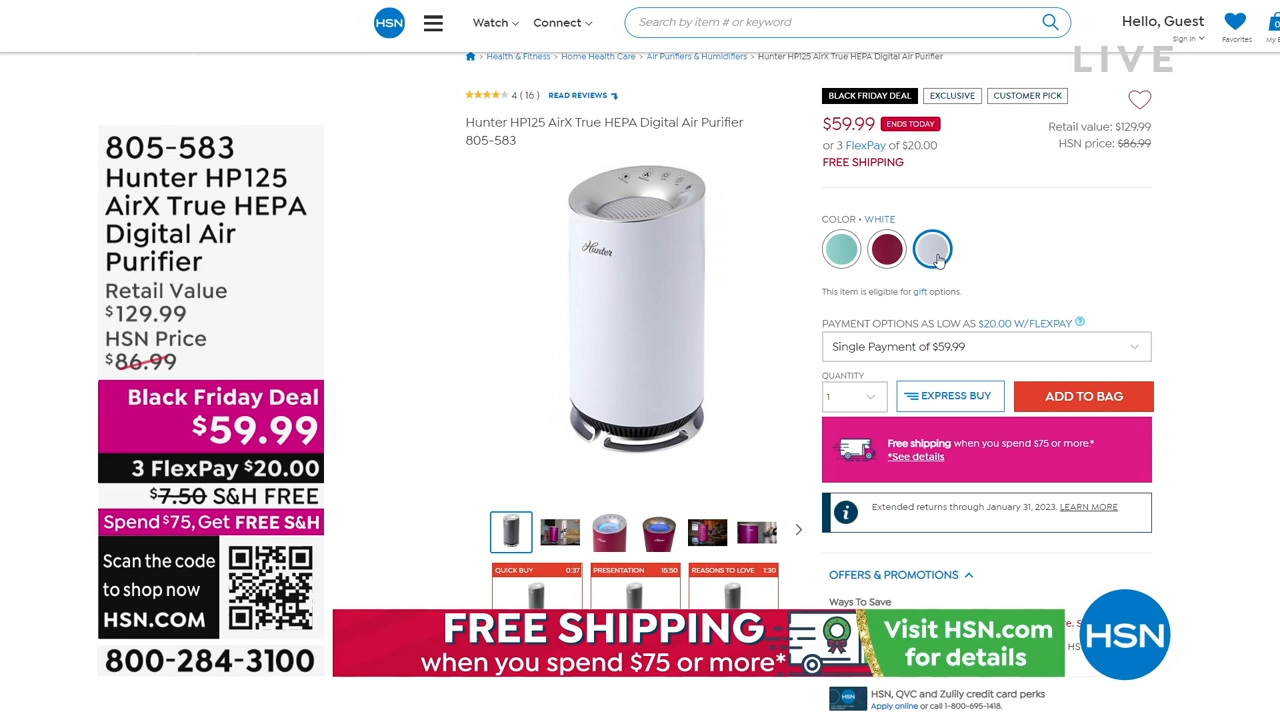 HSN
Watch
Connect
Search by item # or keyword
Hello, Guest
Sign In
Favorites
0
LIVE
> Health & Fitness > Home Health Care > Air Purifiers & Humidifiers > Hunter HP125 AirX True HEPA Digital Air Purifier
4 ( 16 ) READ REVIEWS
Hunter HP125 AirX True HEPA Digital Air Purifier
805-583
Hunter
QUICK BUY 0:37
PRESENTATION 15:50
REASONS TO LOVE 1:30
BLACK FRIDAY DEAL
EXCLUSIVE
CUSTOMER PICK
$59.99 ENDS TODAY
or 3 FlexPay of $20.00
FREE SHIPPING
Retail value: $129.99
HSN price: $86.99
COLOR • WHITE
This item is eligible for gift options.
PAYMENT OPTIONS AS LOW AS $20.00 W/FLEXPAY ?
Single Payment of $59.99
QUANTITY
1
EXPRESS BUY
ADD TO BAG
Free shipping when you spend $75 or more.*
*See details
Extended returns through January 31, 2023. LEARN MORE
OFFERS & PROMOTIONS
Ways To Save
HSN, QVC and Zulily credit card perks
Apply online or call 1-800-695-1418.
HSN
805-583
Hunter HP125
AirX True HEPA
Digital Air
Purifier
Retail Value
$129.99
HSN Price
$86.99
Black Friday Deal
$59.99
3 FlexPay $20.00
$7.50 S&H FREE
Spend $75, Get FREE S&H
Scan the code
to shop now
HSN.COM
800-284-3100
FREE SHIPPING
when you spend $75 or more*
Visit HSN.com
for details
HSN